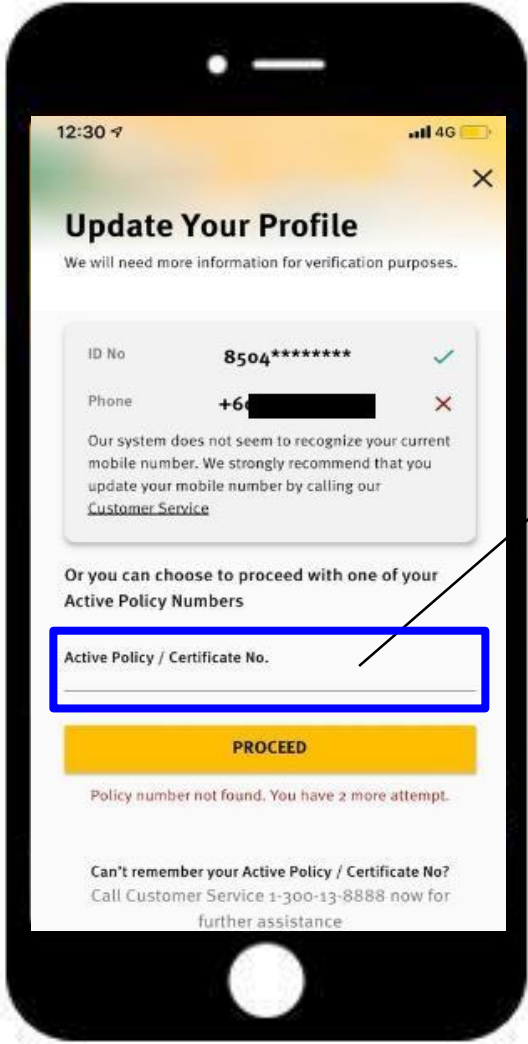 12:30 4G
Update Your Profile
We will need more information for verification purposes.
ID No 8504********
Phone +6
Our system does not seem to recognize your current
mobile number. We strongly recommend that you
update your mobile number by calling our
Customer Service
Or you can choose to proceed with one of your
Active Policy Numbers
Active Policy / Certificate No.
PROCEED
Policy number not found. You have 2 more attempt.
Can't remember your Active Policy / Certificate No?
Call Customer Service 1-300-13-8888 now for
further assistance